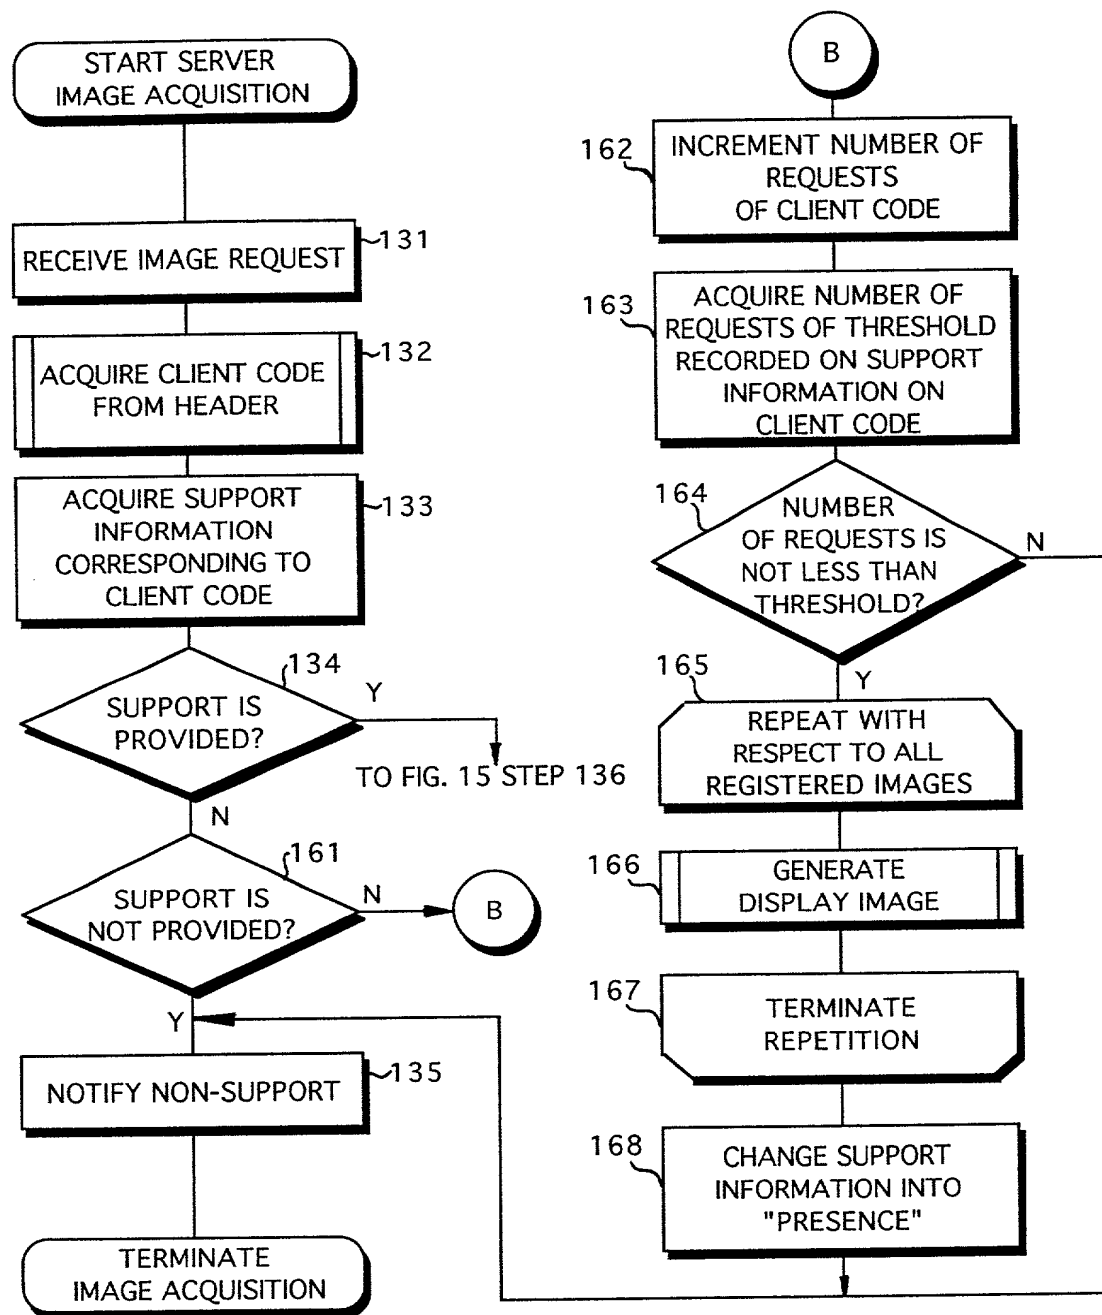 START SERVER
IMAGE ACQUISITION
131
RECEIVE IMAGE REQUEST
132
ACQUIRE CLIENT CODE
FROM HEADER
133
ACQUIRE SUPPORT
INFORMATION
CORRESPONDING TO
CLIENT CODE
134
SUPPORT IS
PROVIDED?
Y
TO FIG. 15 STEP 136
N
161
SUPPORT IS
NOT PROVIDED?
N
B
Y
NOTIFY NON-SUPPORT
135
TERMINATE
IMAGE ACQUISITION
B
162
INCREMENT NUMBER OF
REQUESTS
OF CLIENT CODE
163
ACQUIRE NUMBER OF
REQUESTS OF THRESHOLD
RECORDED ON SUPPORT
INFORMATION ON
CLIENT CODE
164
NUMBER
OF REQUESTS IS
NOT LESS THAN
THRESHOLD?
N
Y
165
REPEAT WITH
RESPECT TO ALL
REGISTERED IMAGES
166
GENERATE
DISPLAY IMAGE
167
TERMINATE
REPETITION
168
CHANGE SUPPORT
INFORMATION INTO
"PRESENCE"